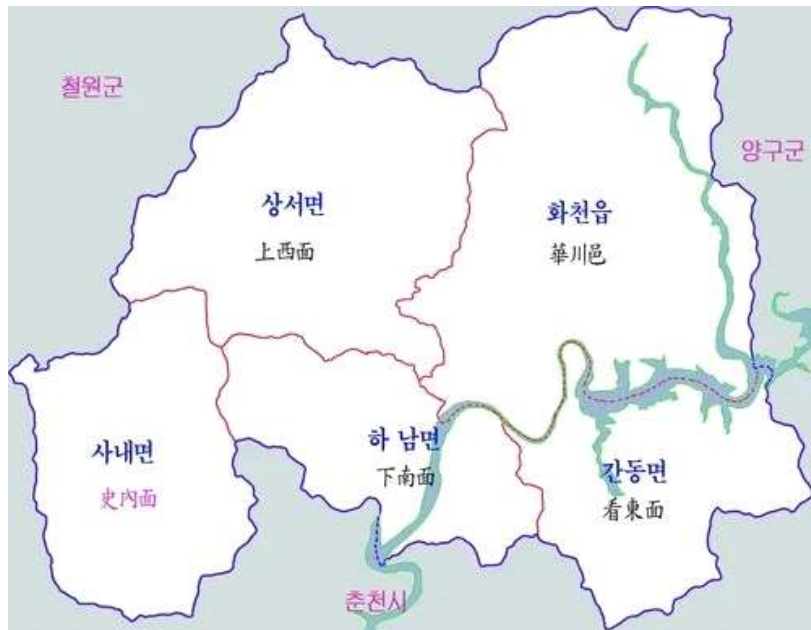 철원군
양구군
상서면
上西面
화천읍
華川邑
사내면
史內面
하 남면
下南面
간동면
看東面
춘천시